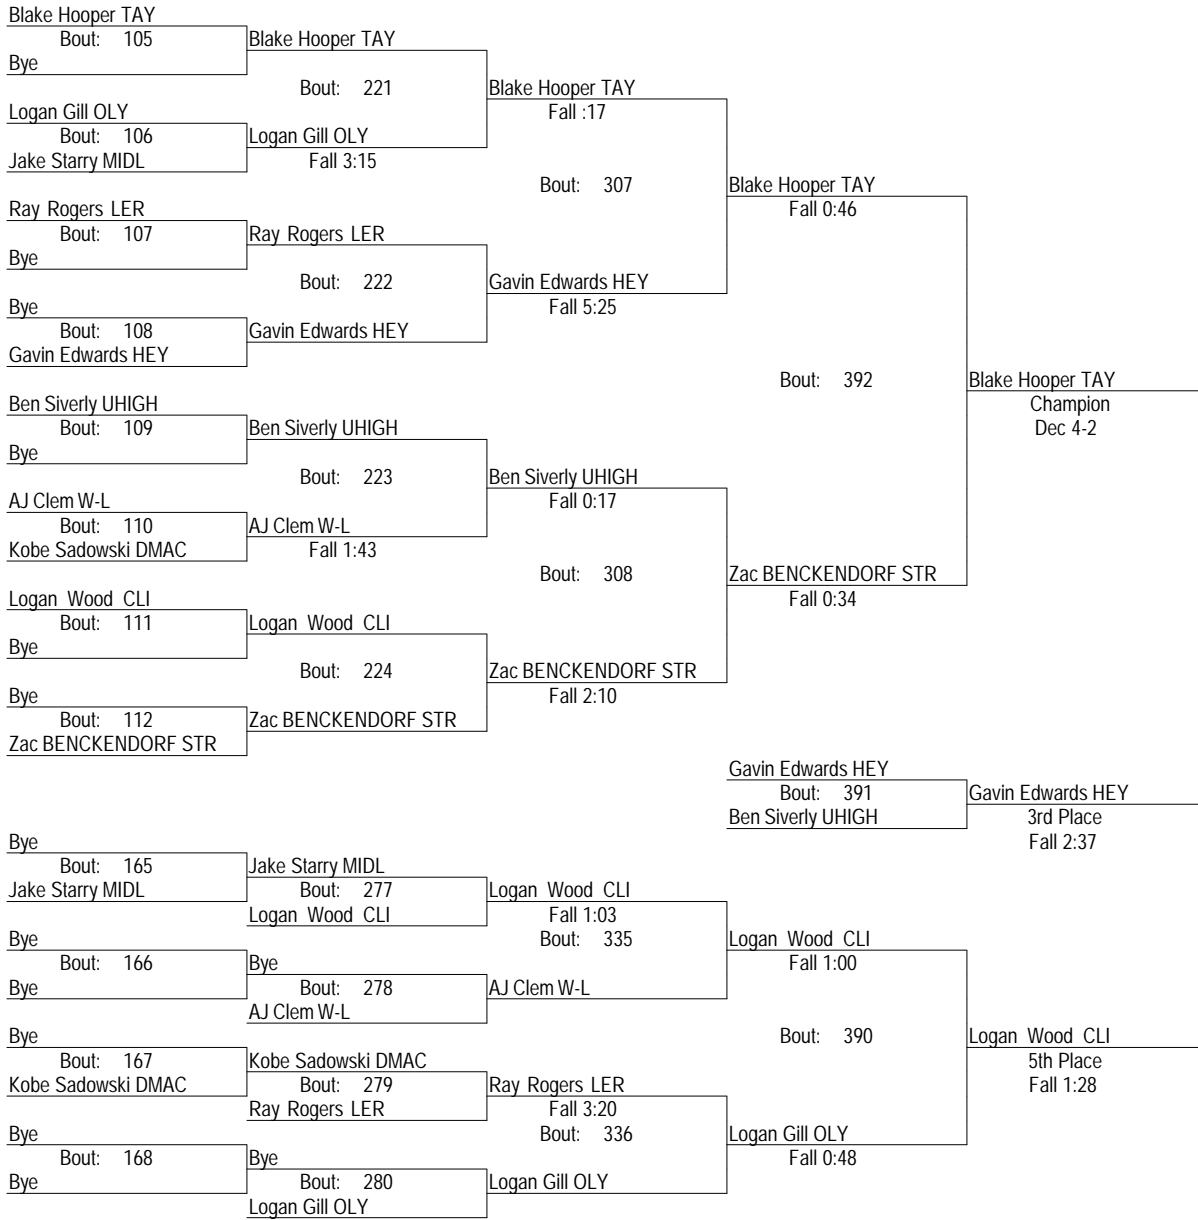 Blake Hooper TAY
Bout: 105
Bye
Blake Hooper TAY
Bout: 221
Logan Gill OLY
Bout: 106
Jake Starry MIDL
Logan Gill OLY
Fall 3:15
Blake Hooper TAY
Fall :17
Bout: 307
Ray Rogers LER
Bout: 107
Bye
Ray Rogers LER
Bout: 222
Bye
Bout: 108
Gavin Edwards HEY
Gavin Edwards HEY
Gavin Edwards HEY
Fall 5:25
Blake Hooper TAY
Fall 0:46
Bout: 392
Ben Siverly UHIGH
Bout: 109
Bye
Ben Siverly UHIGH
Bout: 223
AJ Clem W-L
Bout: 110
Kobe Sadowski DMAC
AJ Clem W-L
Fall 1:43
Ben Siverly UHIGH
Fall 0:17
Bout: 308
Logan Wood CLI
Bout: 111
Bye
Logan Wood CLI
Bout: 224
Bye
Bout: 112
Zac BENCKENDORF STR
Zac BENCKENDORF STR
Zac BENCKENDORF STR
Fall 2:10
Zac BENCKENDORF STR
Fall 0:34
Blake Hooper TAY
Champion
Dec 4-2
Gavin Edwards HEY
Bout: 391
Ben Siverly UHIGH
Gavin Edwards HEY
3rd Place
Fall 2:37
Bye
Bout: 165
Jake Starry MIDL
Jake Starry MIDL
Bout: 277
Logan Wood CLI
Logan Wood CLI
Fall 1:03
Bout: 335
Bye
Bout: 166
Bye
Bye
Bout: 278
AJ Clem W-L
AJ Clem W-L
Logan Wood CLI
Fall 1:00
Bout: 390
Bye
Bout: 167
Kobe Sadowski DMAC
Kobe Sadowski DMAC
Bout: 279
Ray Rogers LER
Ray Rogers LER
Fall 3:20
Bout: 336
Bye
Bout: 168
Bye
Bye
Bout: 280
Logan Gill OLY
Logan Gill OLY
Logan Gill OLY
Fall 0:48
Logan Wood CLI
5th Place
Fall 1:28